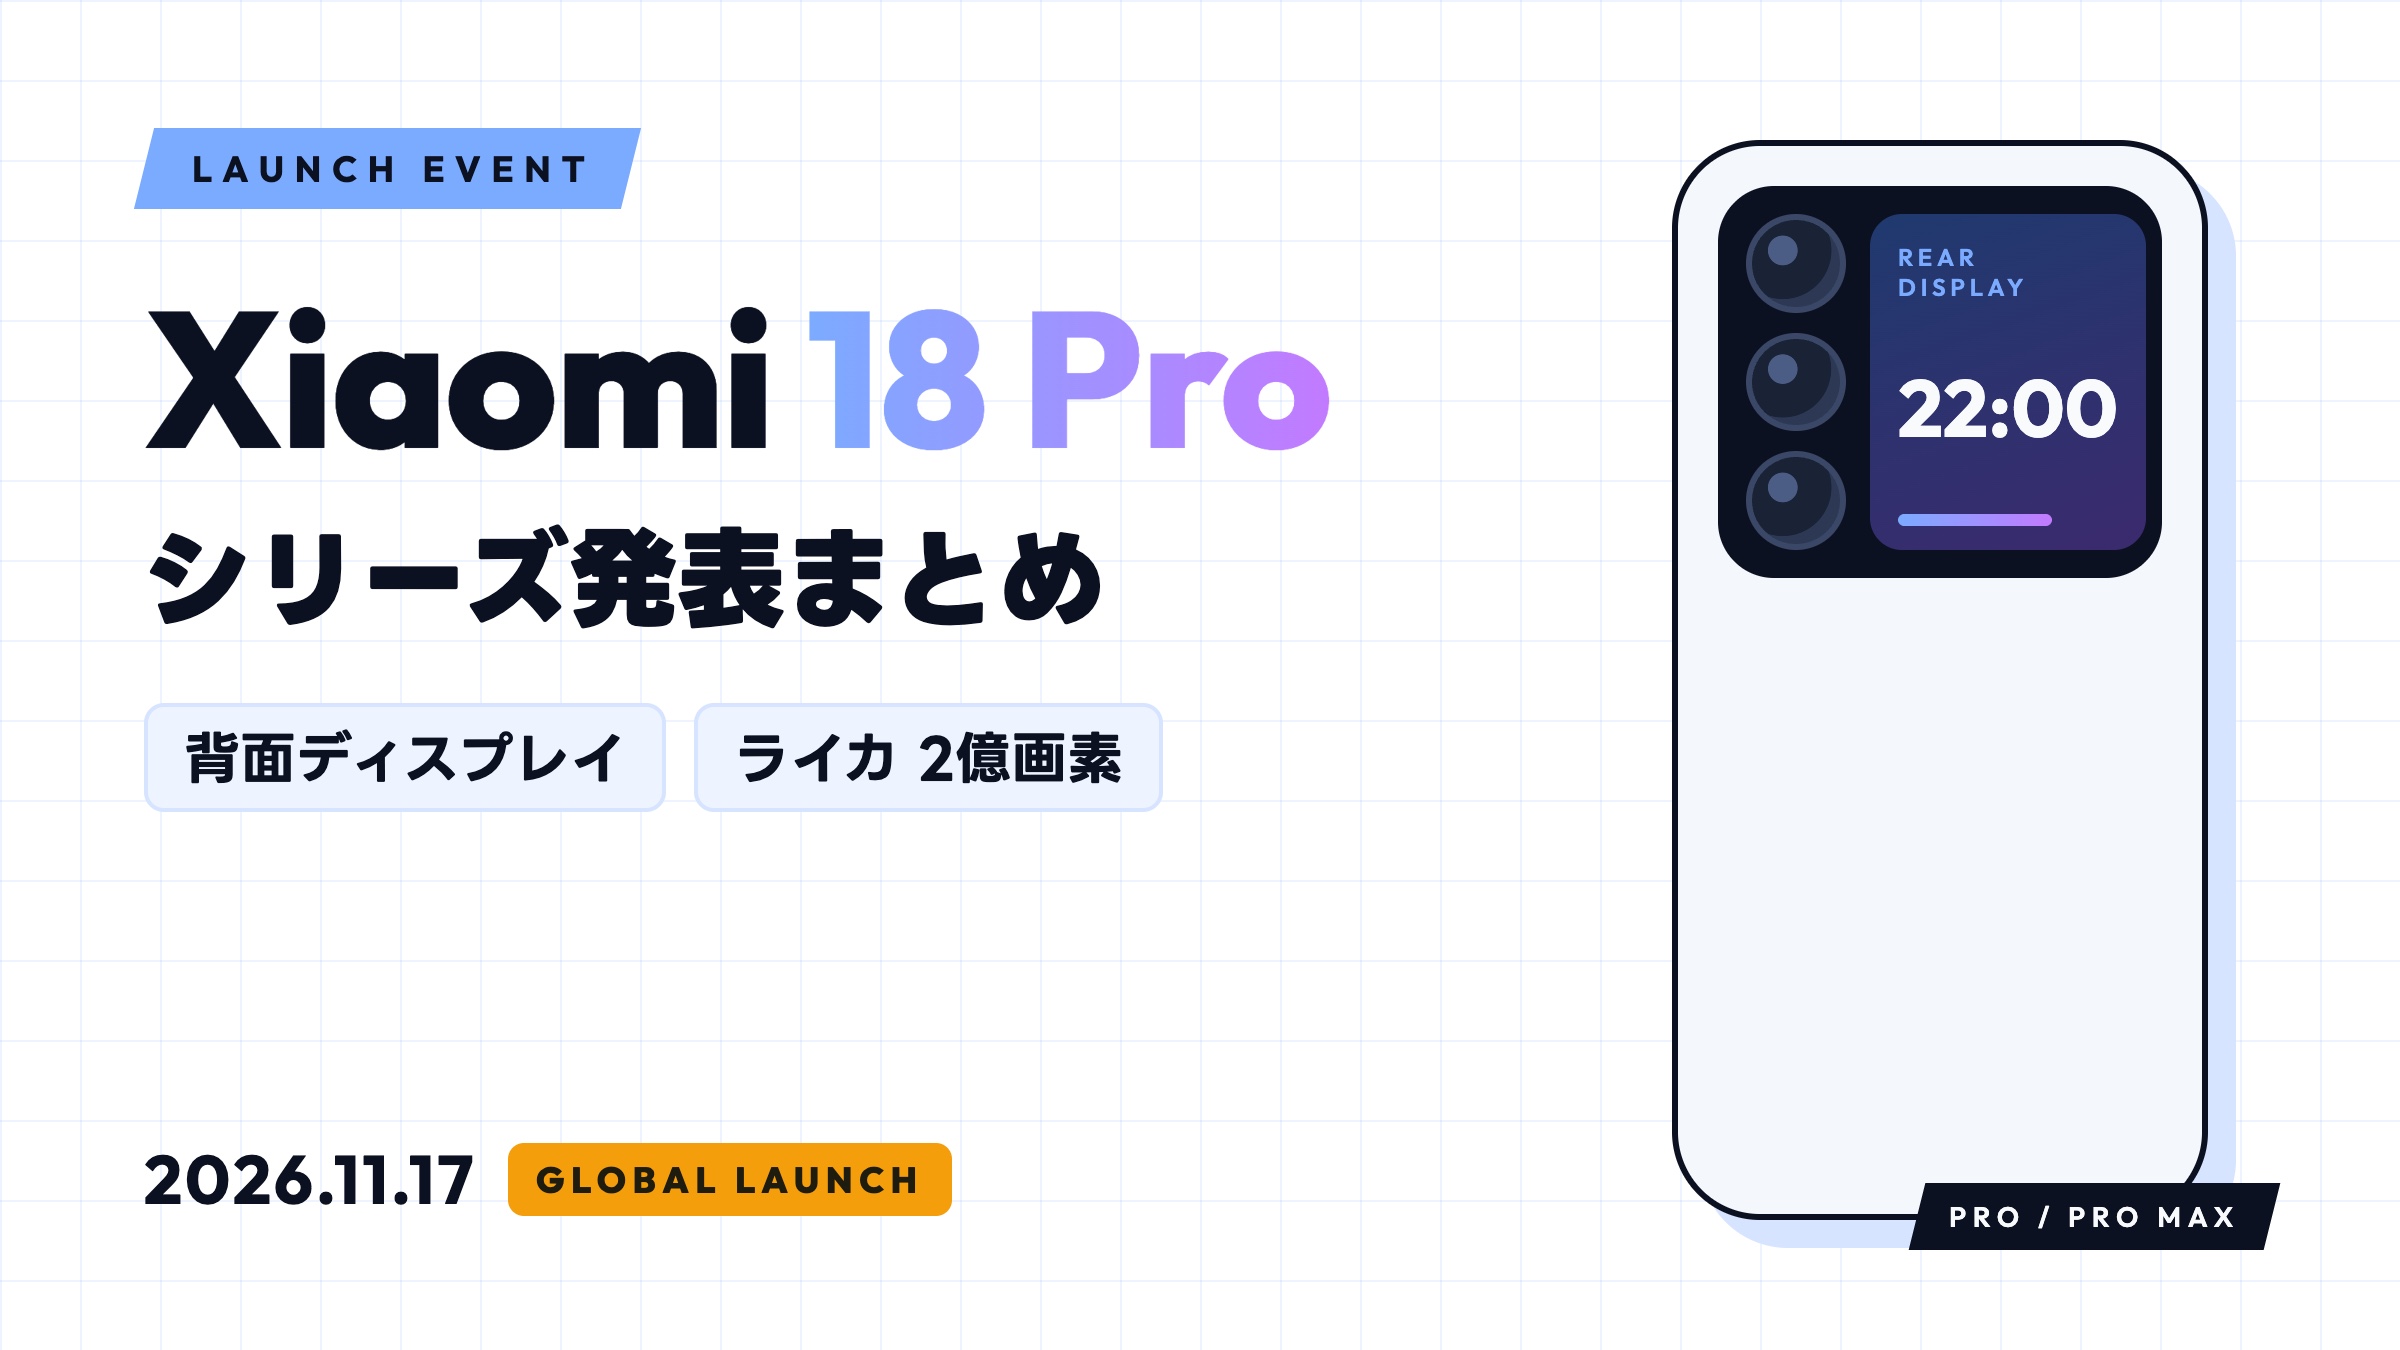 LAUNCH EVENT
Xiaomi 18 Pro
シリーズ発表まとめ
背面ディスプレイ
ライカ 2億画素
2026.11.17
GLOBAL LAUNCH
REAR
DISPLAY
22:00
PRO / PRO MAX